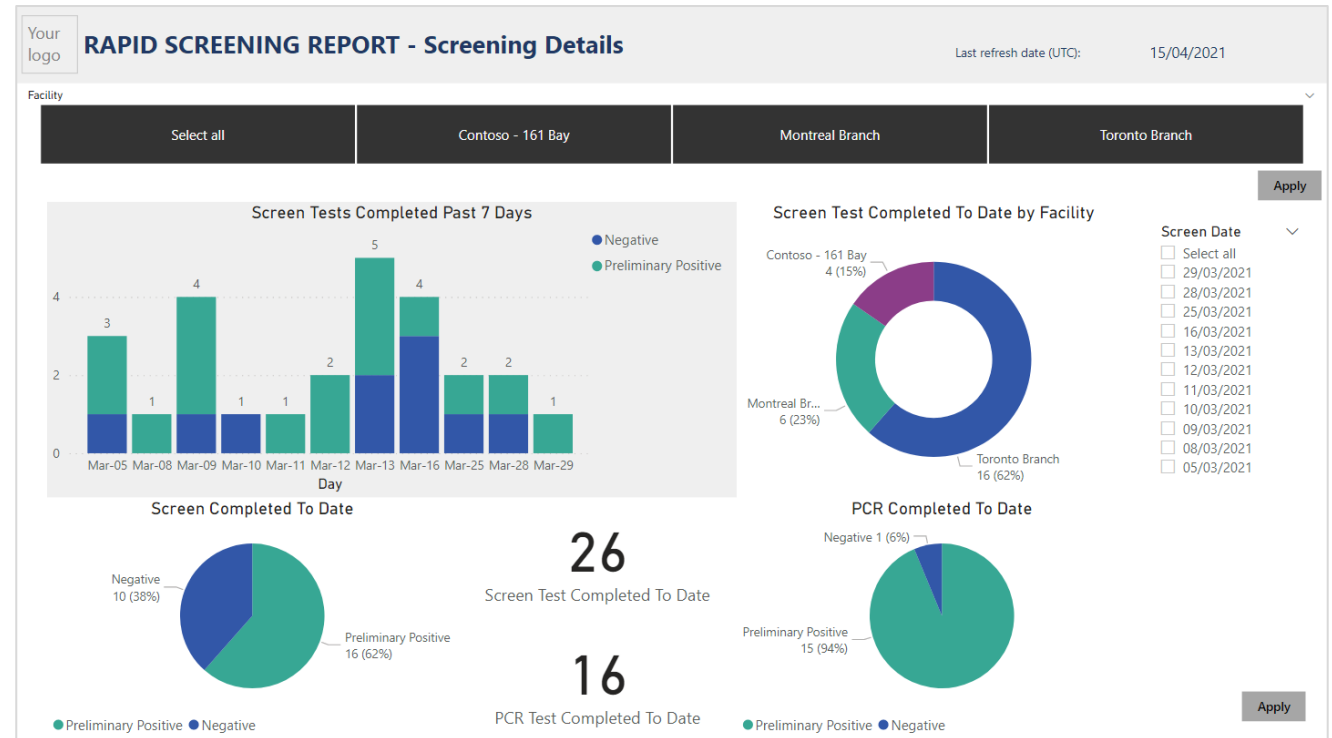 Your
logo
RAPID SCREENING REPORT - Screening Details
Last refresh date (UTC):
15/04/2021
Facility
Select all
Contoso - 161 Bay
Montreal Branch
Toronto Branch
Apply
Screen Tests Completed Past 7 Days
Negative
Preliminary Positive
4
2
0
3
1
4
1
1
2
5
4
2
2
1
Mar-05 Mar-08 Mar-09 Mar-10 Mar-11 Mar-12 Mar-13 Mar-16 Mar-25 Mar-28 Mar-29
Day
Screen Test Completed To Date by Facility
Contoso - 161 Bay
4 (15%)
Montreal Br...
6 (23%)
Toronto Branch
16 (62%)
Screen Date
Select all
29/03/2021
28/03/2021
25/03/2021
16/03/2021
13/03/2021
12/03/2021
11/03/2021
10/03/2021
09/03/2021
08/03/2021
05/03/2021
Screen Completed To Date
Negative
10 (38%)
Preliminary Positive
16 (62%)
Preliminary Positive Negative
26
Screen Test Completed To Date
16
PCR Test Completed To Date
PCR Completed To Date
Negative 1 (6%)
Preliminary Positive
15 (94%)
Preliminary Positive Negative
Apply